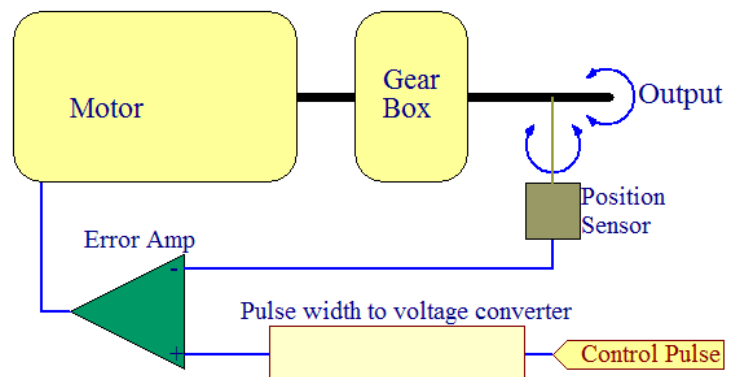 Motor
Gear
Box
Output
Position
Sensor
Error Amp
-
Pulse width to voltage converter
+
Control Pulse